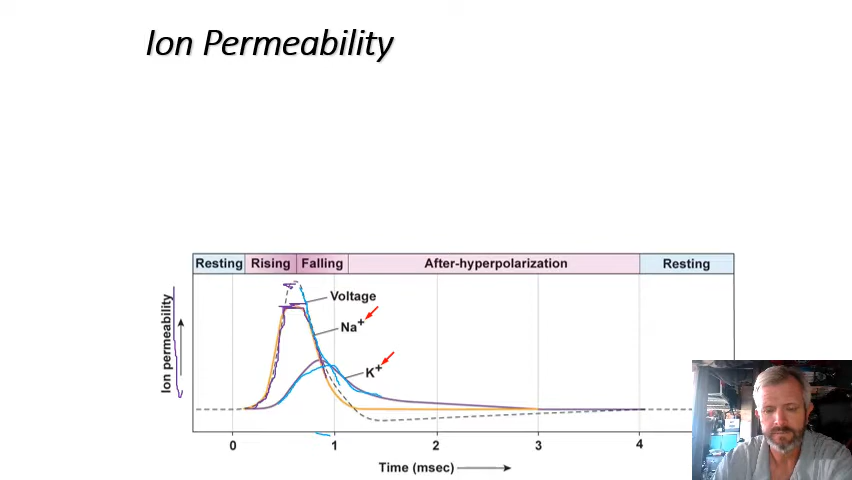 Ion Permeability
Resting Rising Falling After-hyperpolarization Resting
Voltage
Na+
K+
Ion permeability
0 1 2 3 4
Time (msec)